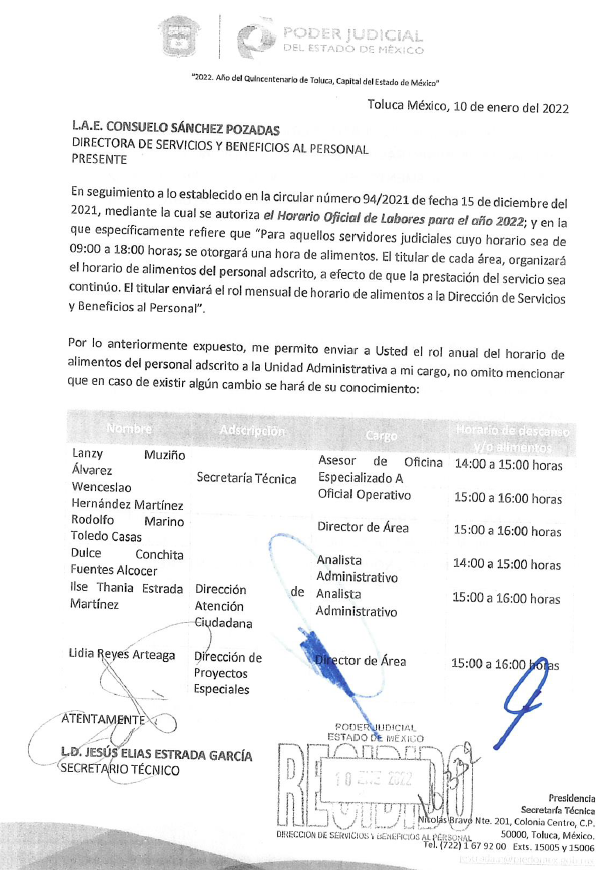 PODER JUDICIAL
DEL ESTADO DE MÉXICO
"2022. Año del Quincentenario de Toluca, Capital del Estado de México"
Toluca México, 10 de enero del 2022
L.A.E. CONSUELO SÁNCHEZ POZADAS
DIRECTORA DE SERVICIOS Y BENEFICIOS AL PERSONAL
PRESENTE
En seguimiento a lo establecido en la circular número 94/2021 de fecha 15 de diciembre del
2021, mediante la cual se autoriza el Horario Oficial de Labores para el año 2022; y en la
que específicamente refiere que "Para aquellos servidores judiciales cuyo horario sea de
09:00 a 18:00 horas; se otorgará una hora de alimentos. El titular de cada área, organizará
el horario de alimentos del personal adscrito, a efecto de que la prestación del servicio sea
continúo. El titular enviará el rol mensual de horario de alimentos a la Dirección de Servicios
y Beneficios al Personal".
Por lo anteriormente expuesto, me permito enviar a Usted el rol anual del horario de
alimentos del personal adscrito a la Unidad Administrativa a mi cargo, no omito mencionar
que en caso de existir algún cambio se hará de su conocimiento:
Nombre Adscripción Cargo Horario de descanso
y/o alimentos
Lanzy Muziño
Álvarez
Secretaría Técnica
Asesor de Oficina
Especializado A
14:00 a 15:00 horas
Wenceslao
Hernández Martínez
Oficial Operativo
15:00 a 16:00 horas
Rodolfo Marino
Toledo Casas
Director de Área
15:00 a 16:00 horas
Dulce Conchita
Fuentes Alcocer
Analista
Administrativo
14:00 a 15:00 horas
Ilse Thania Estrada
Martínez
Dirección de
Atención
Ciudadana
Analista
Administrativo
15:00 a 16:00 horas
Lidia Reyes Arteaga
Dirección de
Proyectos
Especiales
Director de Área
15:00 a 16:00 horas
ATENTAMENTE
L.D. JESÚS ELIAS ESTRADA GARCÍA
SECRETARIO TÉCNICO
PODER JUDICIAL
ESTADO DE MÉXICO
RECIBIDO
10 ENE 2022
DIRECCIÓN DE SERVICIOS Y BENEFICIOS AL PERSONAL
Presidencia
Secretaría Técnica
Nicolás Bravo Nte. 201, Colonia Centro, C.P.
50000, Toluca, México.
Tel. (722) 1 67 92 00 Exts. 15005 y 15006